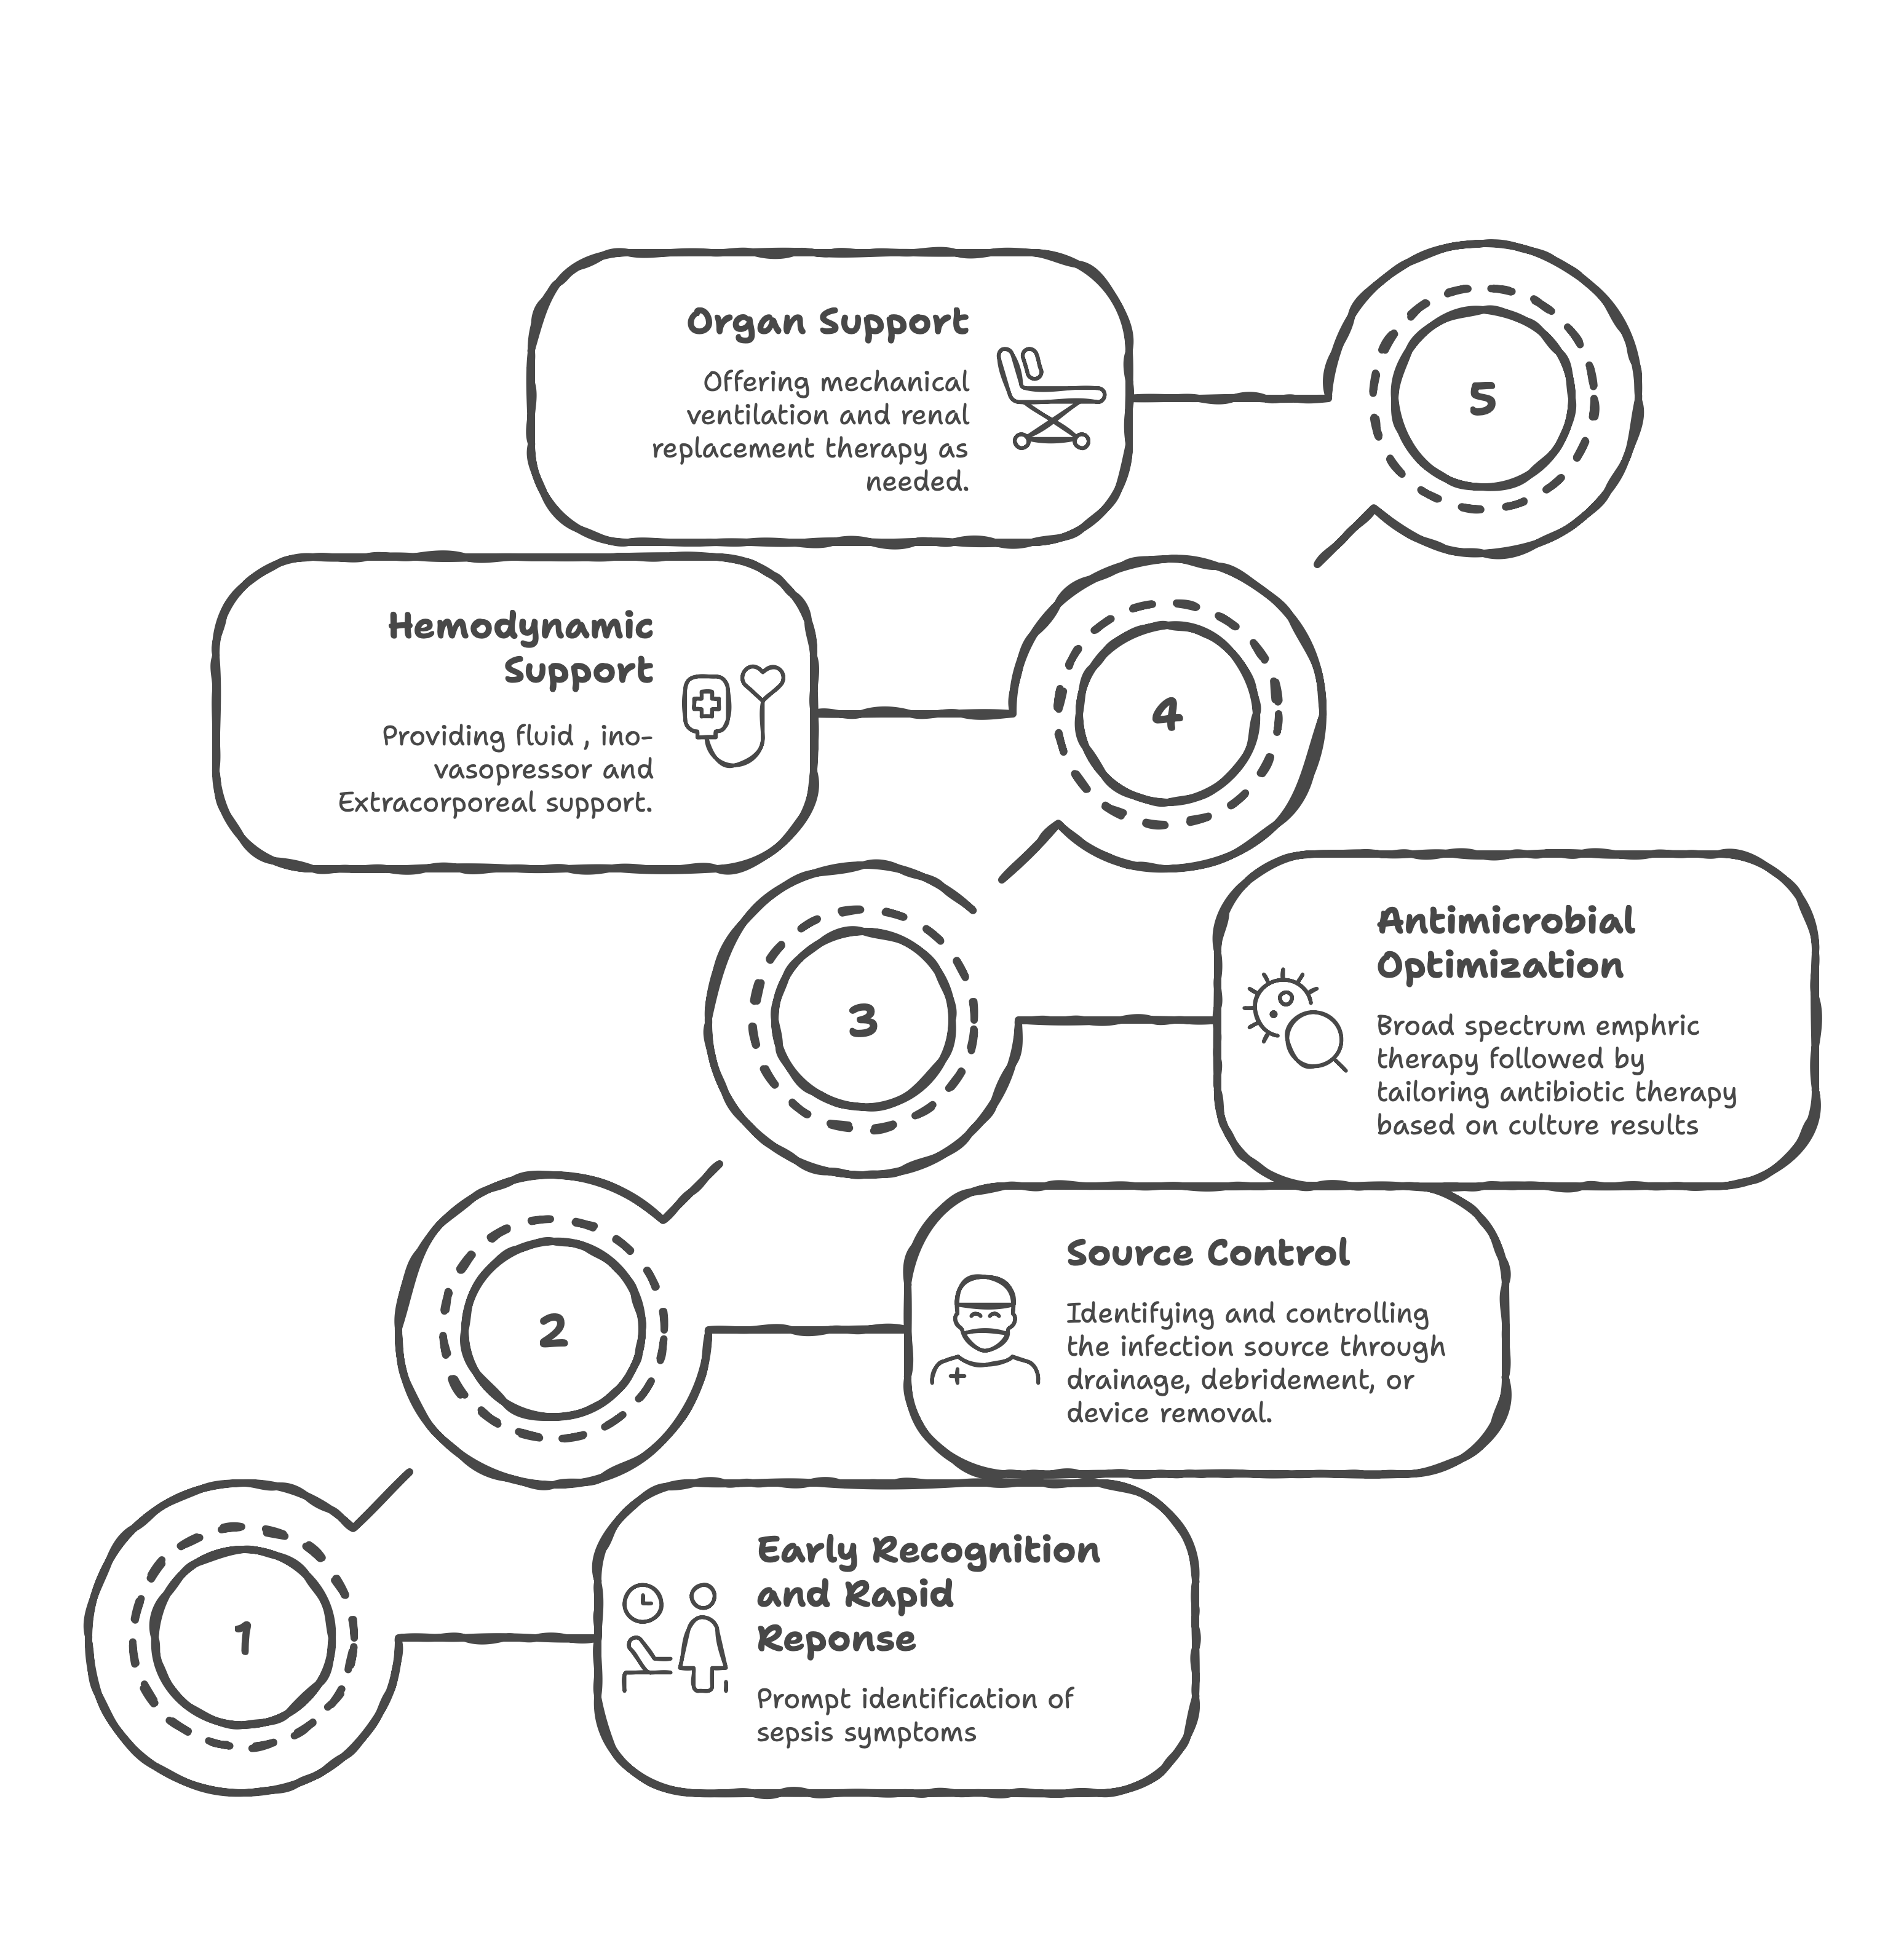 Organ Support
Offering mechanical
ventilation and renal
replacement therapy as
needed.
5
Hemodynamic
Support
Providing fluid , ino-
vasopressor and
Extracorporeal support.
4
3
Antimicrobial
Optimization
Broad spectrum emphric
therapy followed by
tailoring antibiotic therapy
based on culture results
2
Source Control
Identifying and controlling
the infection source through
drainage, debridement, or
device removal.
1
Early Recognition
and Rapid
Reponse
Prompt identification of
sepsis symptoms